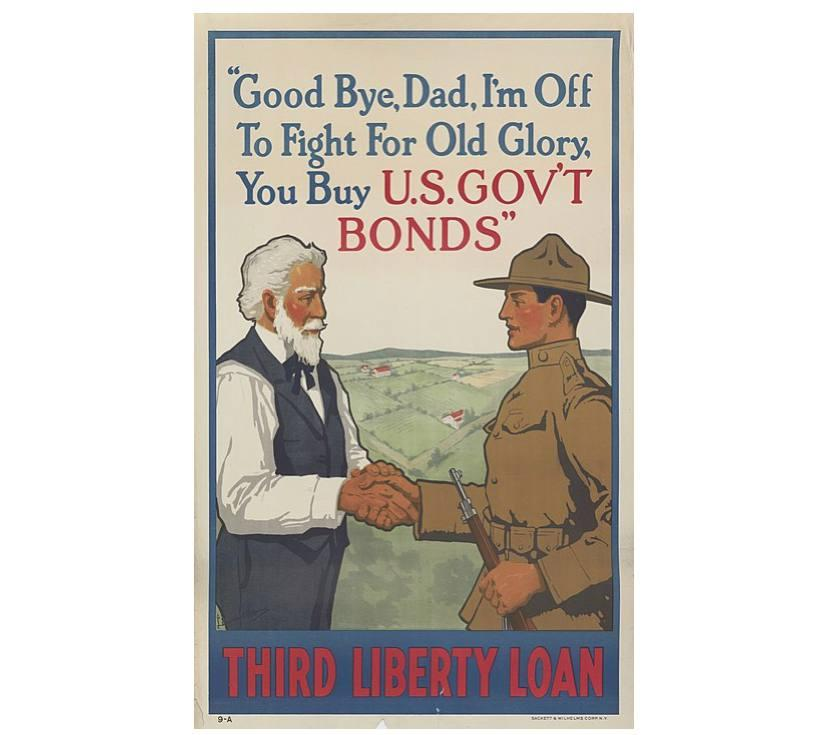 “Good Bye, Dad, I'm Off
To Fight For Old Glory,
You Buy U.S. GOV'T
BONDS”
THIRD LIBERTY LOAN
9-A
SACKETT & WILHELMS CORP. N.Y.